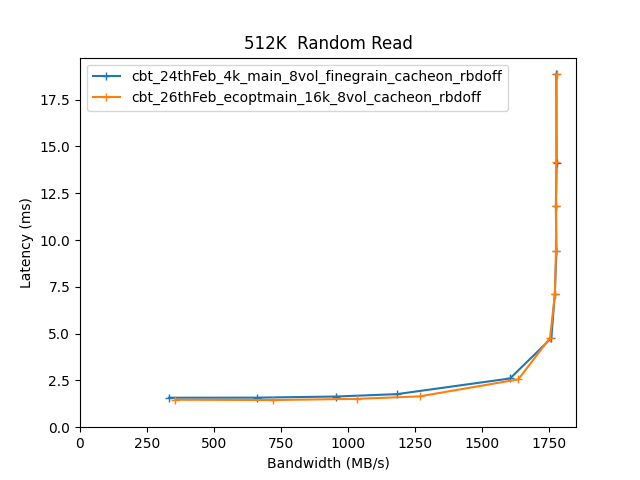 512K  Random Read
cbt_24thFeb_4k_main_8vol_finegrain_cacheon_rbdoff
cbt_26thFeb_ecoptmain_16k_8vol_cacheon_rbdoff
17.5
15.0
12.5
10.0
7.5
5.0
2.5
0.0
Latency (ms)
0 250 500 750 1000 1250 1500 1750
Bandwidth (MB/s)